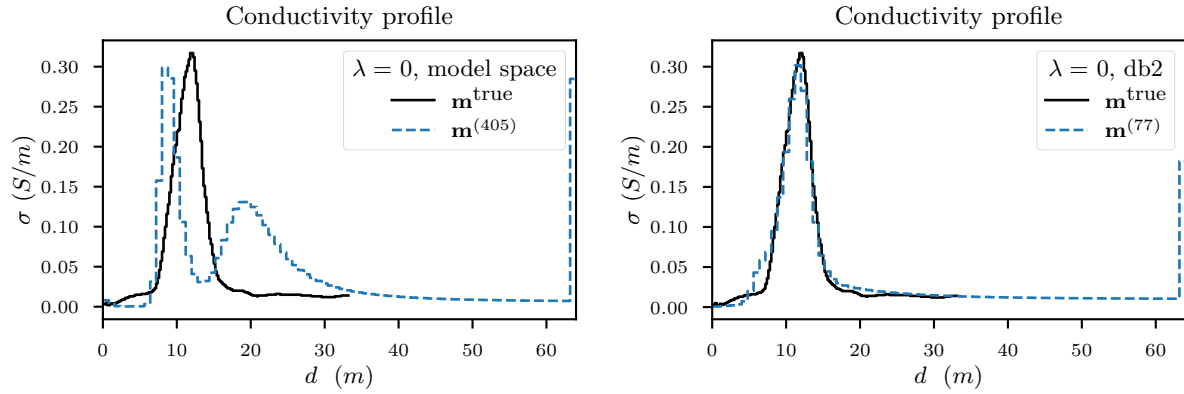 Conductivity profile
σ (S/m)
0.30
0.25
0.20
0.15
0.10
0.05
0.00
λ = 0, model space
m^true
m^(405)
0 10 20 30 40 50 60
d (m)
Conductivity profile
σ (S/m)
0.30
0.25
0.20
0.15
0.10
0.05
0.00
λ = 0, db2
m^true
m^(77)
0 10 20 30 40 50 60
d (m)